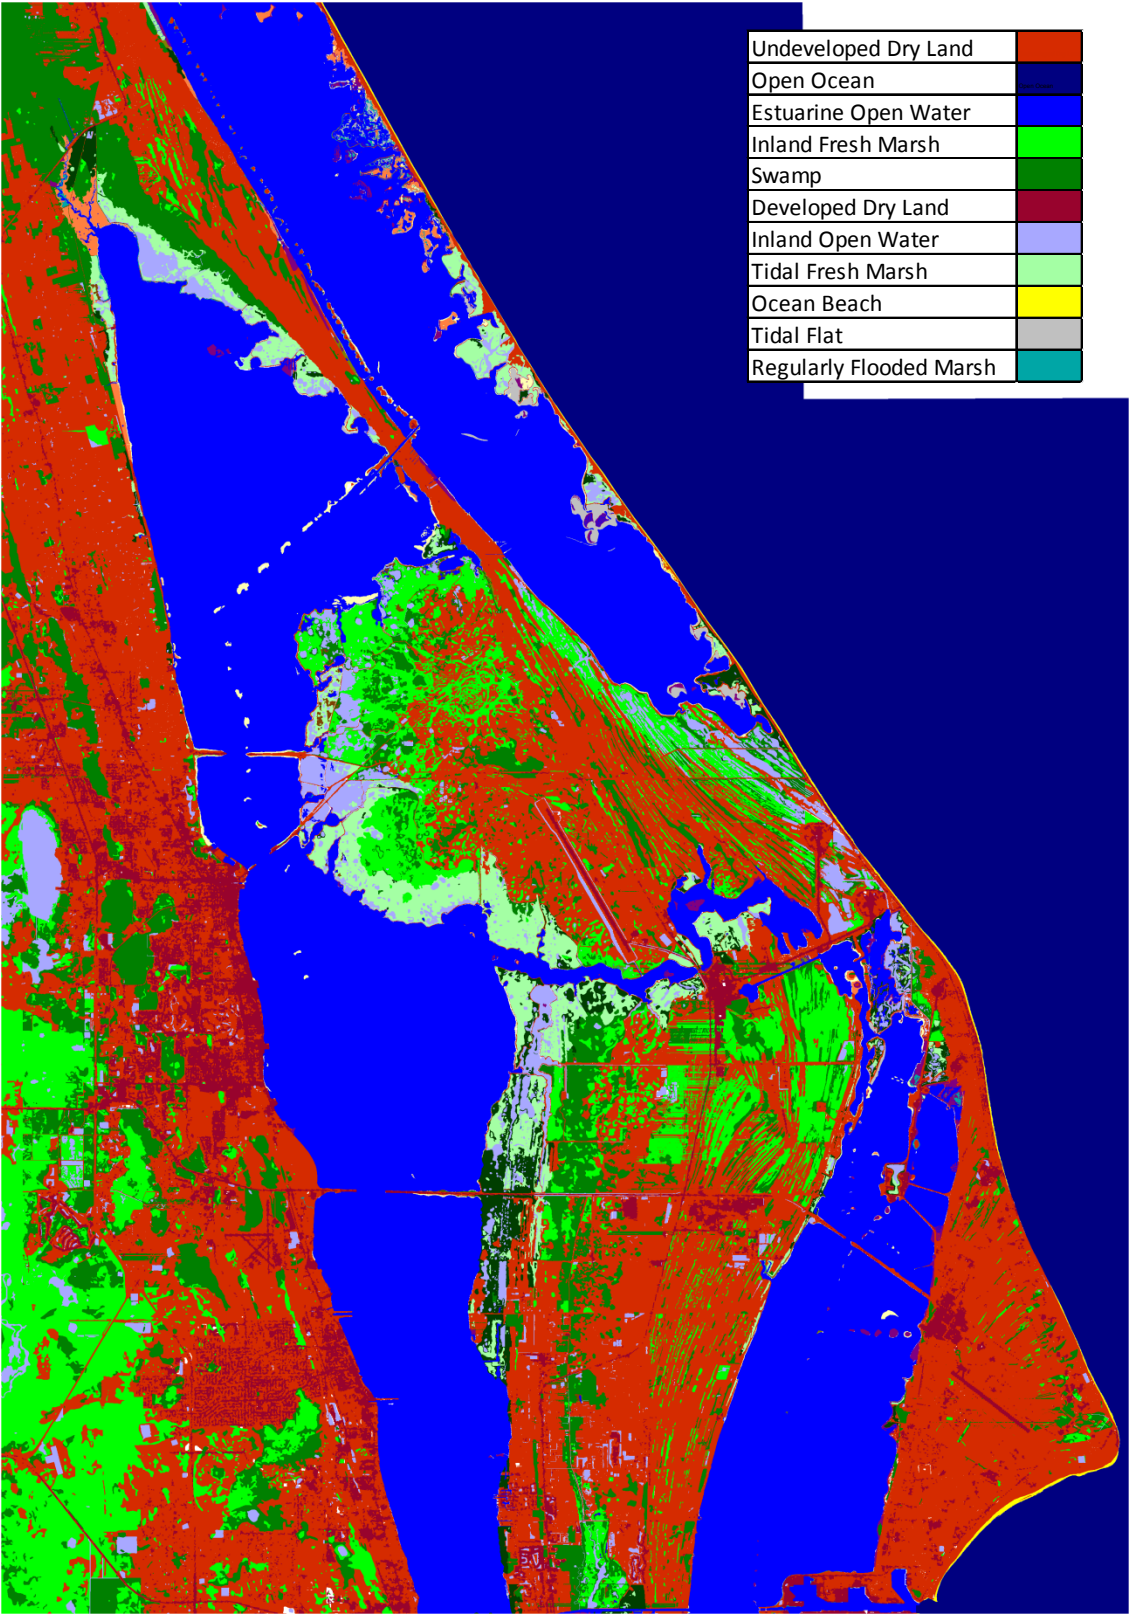 Undeveloped Dry Land
Open Ocean
Estuarine Open Water
Inland Fresh Marsh
Swamp
Developed Dry Land
Inland Open Water
Tidal Fresh Marsh
Ocean Beach
Tidal Flat
Regularly Flooded Marsh